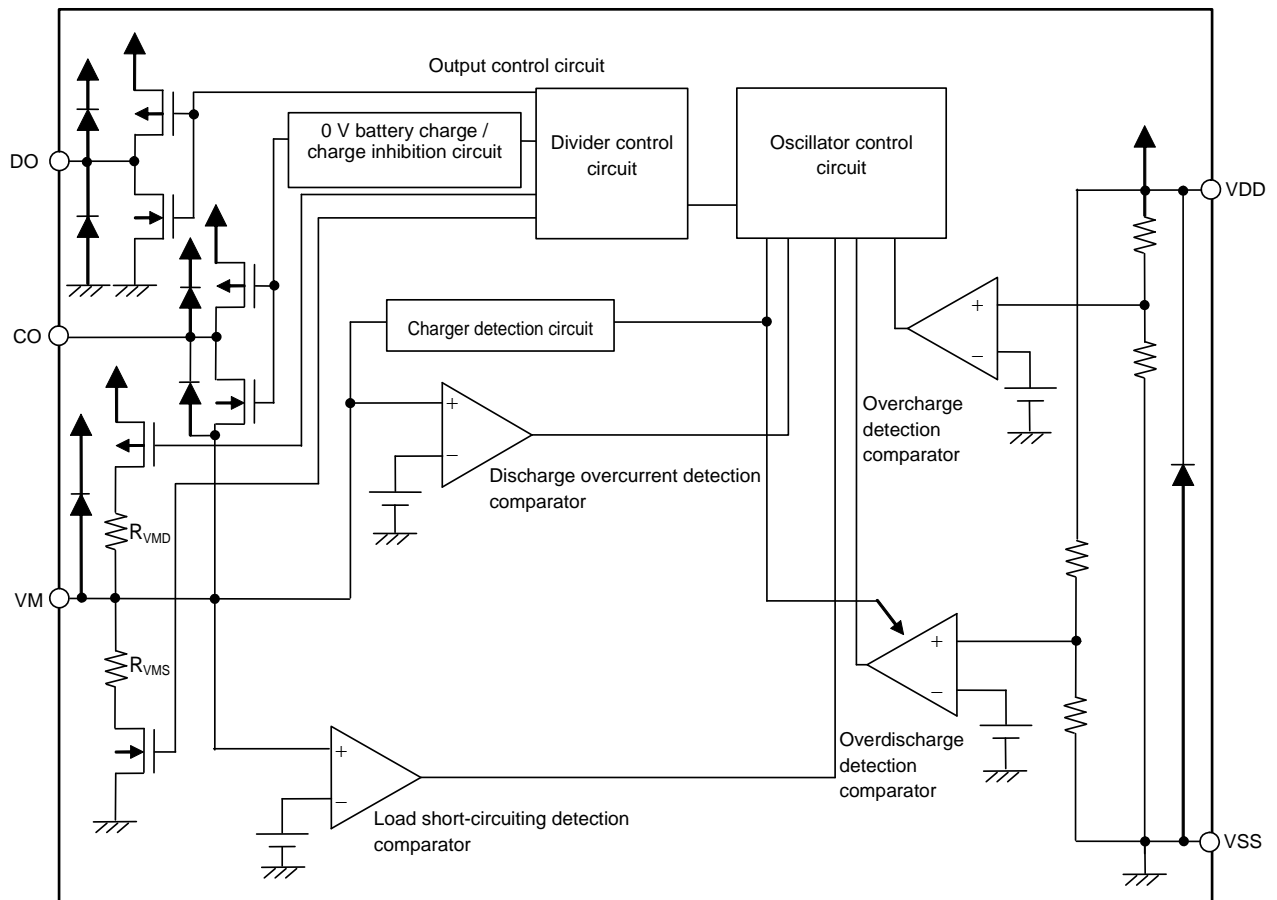 Output control circuit
0 V battery charge /
charge inhibition circuit
Divider control
circuit
Oscillator control
circuit
DO
VDD
CO
Charger detection circuit
+
−
Overcharge
detection
comparator
+
−
Discharge overcurrent detection
comparator
RVMD
VM
RVMS
+
−
Overdischarge
detection
comparator
+
−
Load short-circuiting detection
comparator
VSS